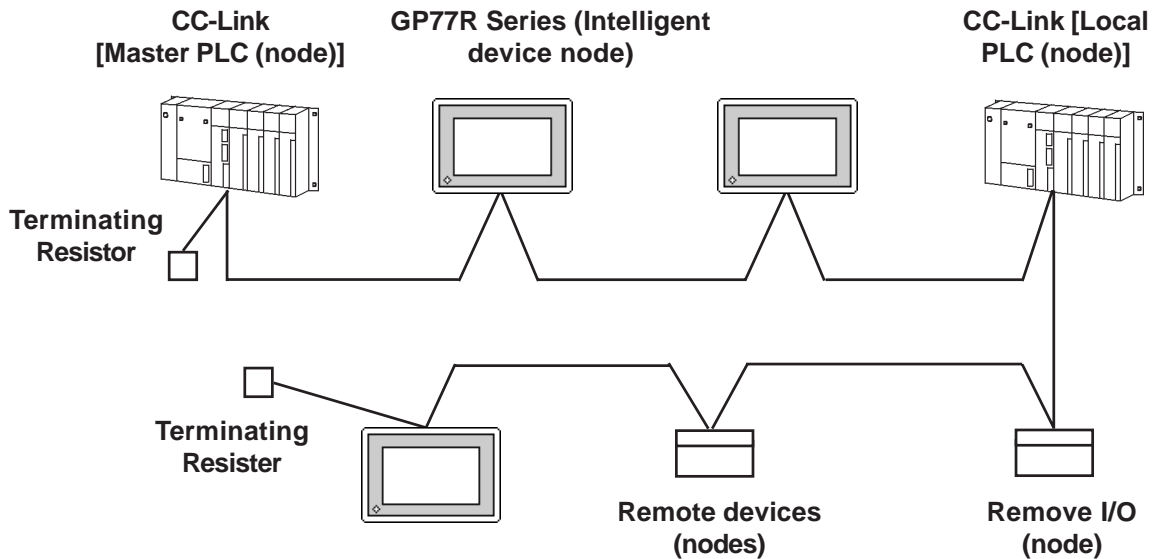 CC-Link
[Master PLC (node)]
GP77R Series (Intelligent
device node)
CC-Link [Local
PLC (node)]
Terminating
Resistor
Terminating
Resister
Remote devices
(nodes)
Remove I/O
(node)